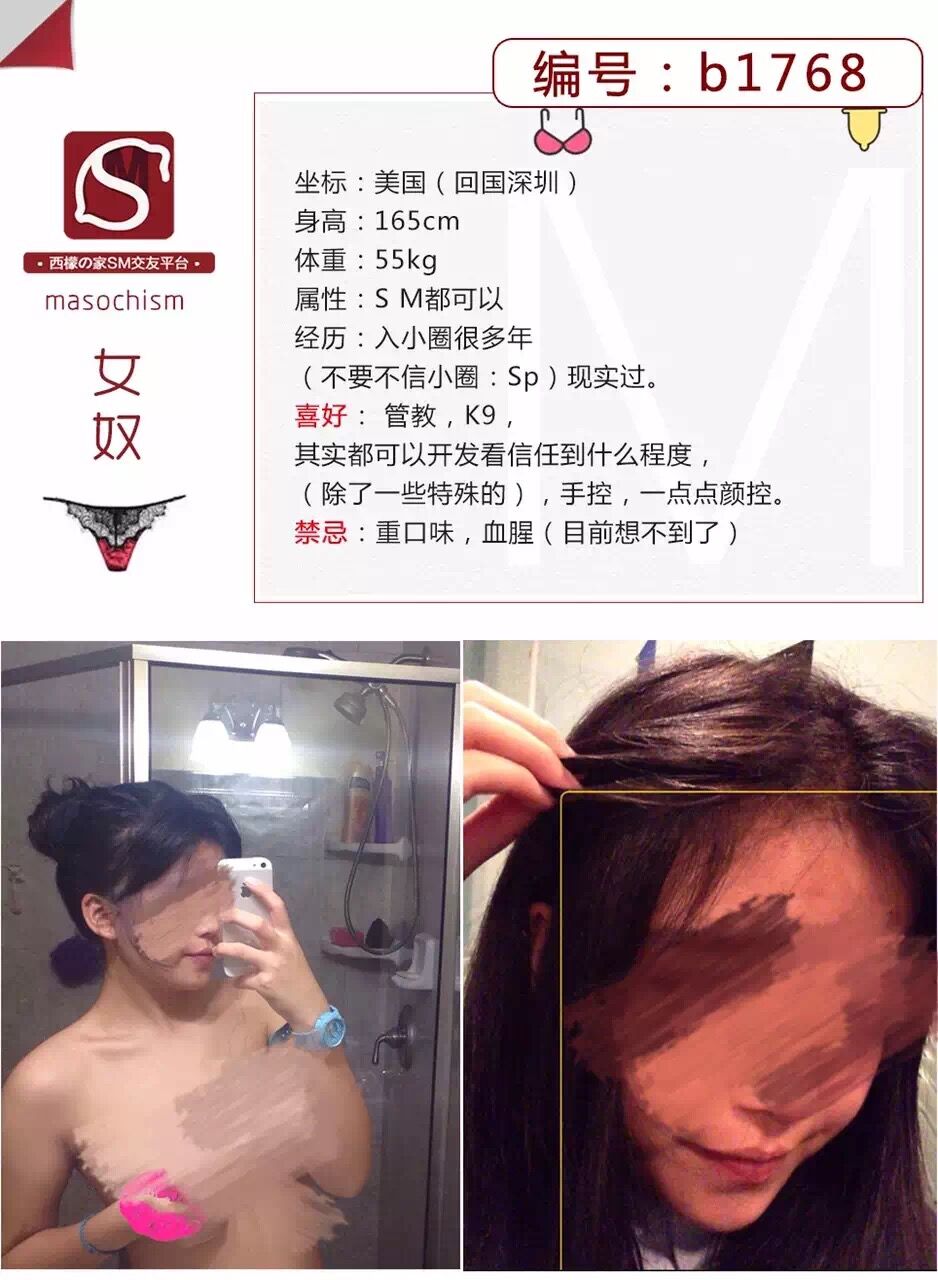 编号：b1768
坐标：美国（回国深圳）
身高：165cm
体重：55kg
属性：S M都可以
经历：入小圈很多年
（不要不信小圈：Sp）现实过。
喜好： 管教，K9，
其实都可以开发看信任到什么程度，
（除了一些特殊的），手控，一点点颜控。
禁忌：重口味，血腥（目前想不到了）
SM
·西檬の家SM交友平台·
masochism
女
奴
M